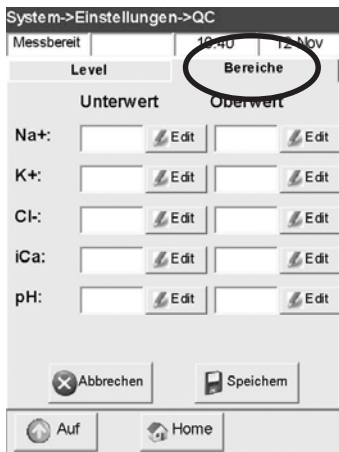 System->Einstellungen->QC
Messbereit 16:40 12 Nov
Level Bereiche
Unterwert Oberwert
Na+: Edit Edit
K+: Edit Edit
Cl-: Edit Edit
iCa: Edit Edit
pH: Edit Edit
Abbrechen Speichern
Auf Home